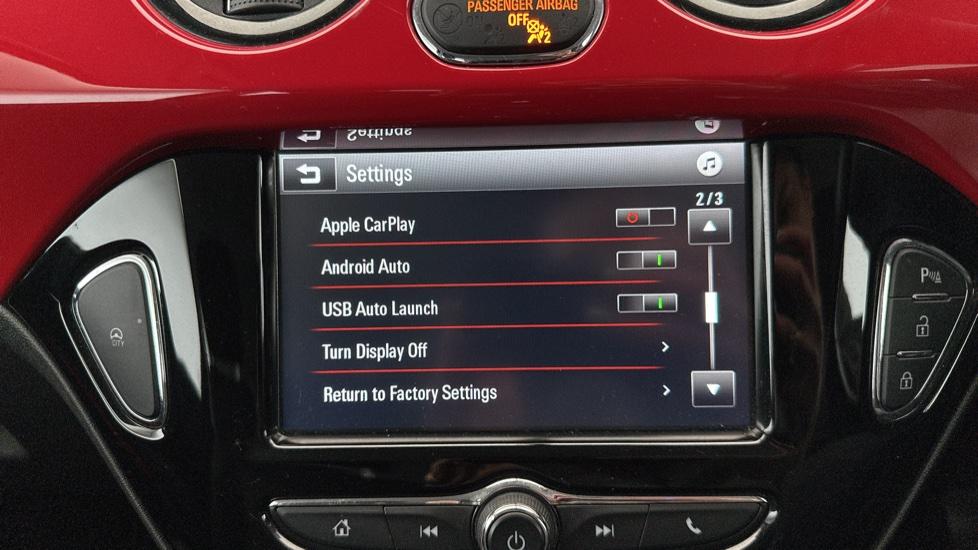 PASSENGER AIRBAG
OFF
2
Settings
Settings
2/3
Apple CarPlay
Android Auto
USB Auto Launch
Turn Display Off
Return to Factory Settings
CITY
P